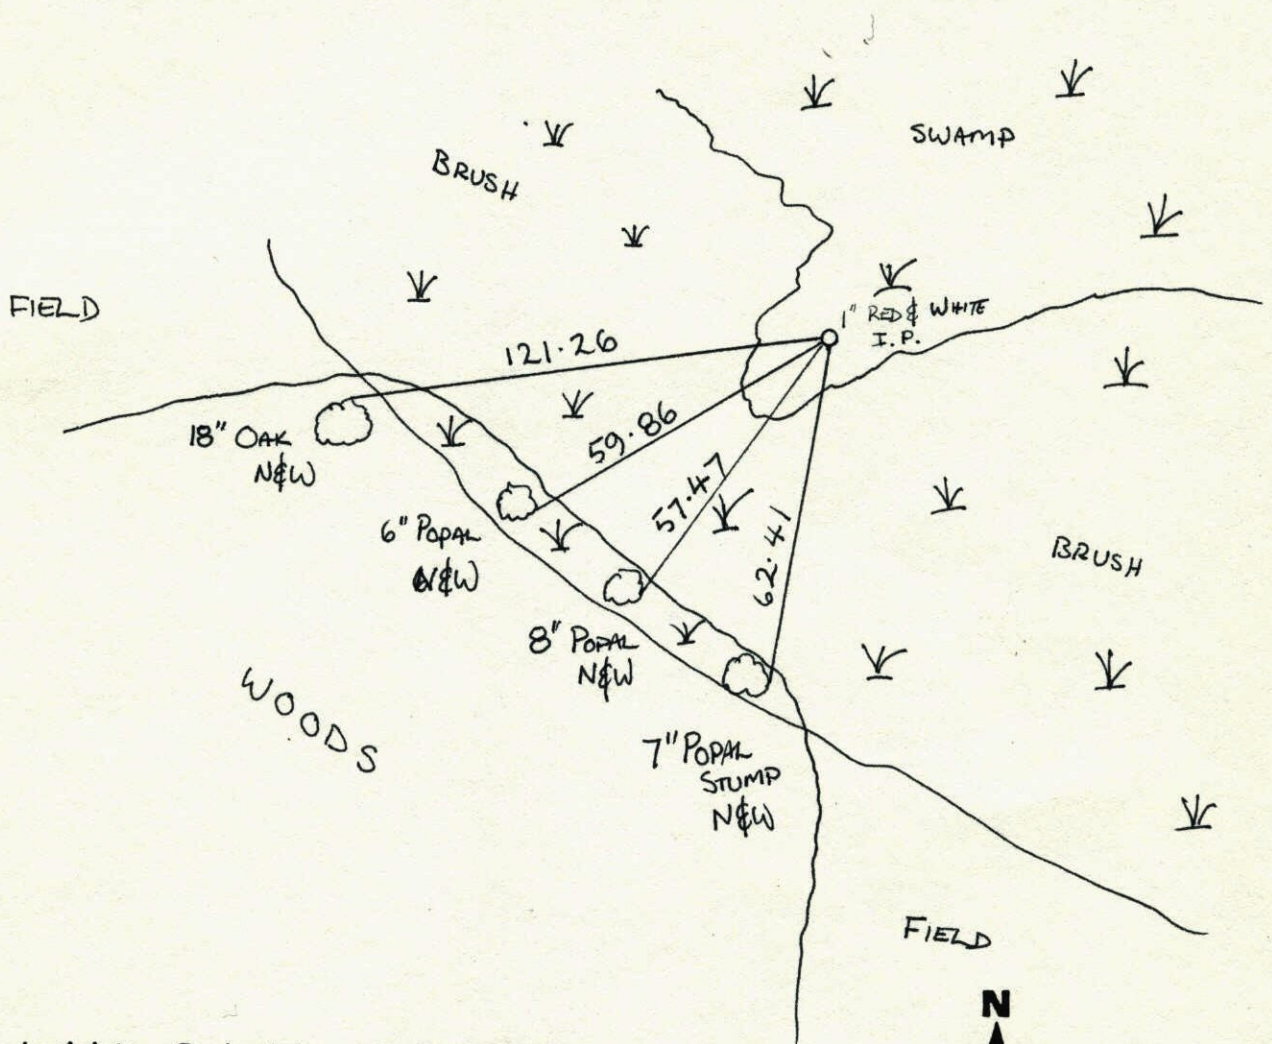 SWAMP
BRUSH
FIELD
1" RED & WHITE
I.P.
121.26
59.86
18" OAK
N&W
57.47
6" POPAL
N&W
62.41
BRUSH
8" POPAL
N&W
WOODS
7" POPAL
STUMP
N&W
FIELD
N